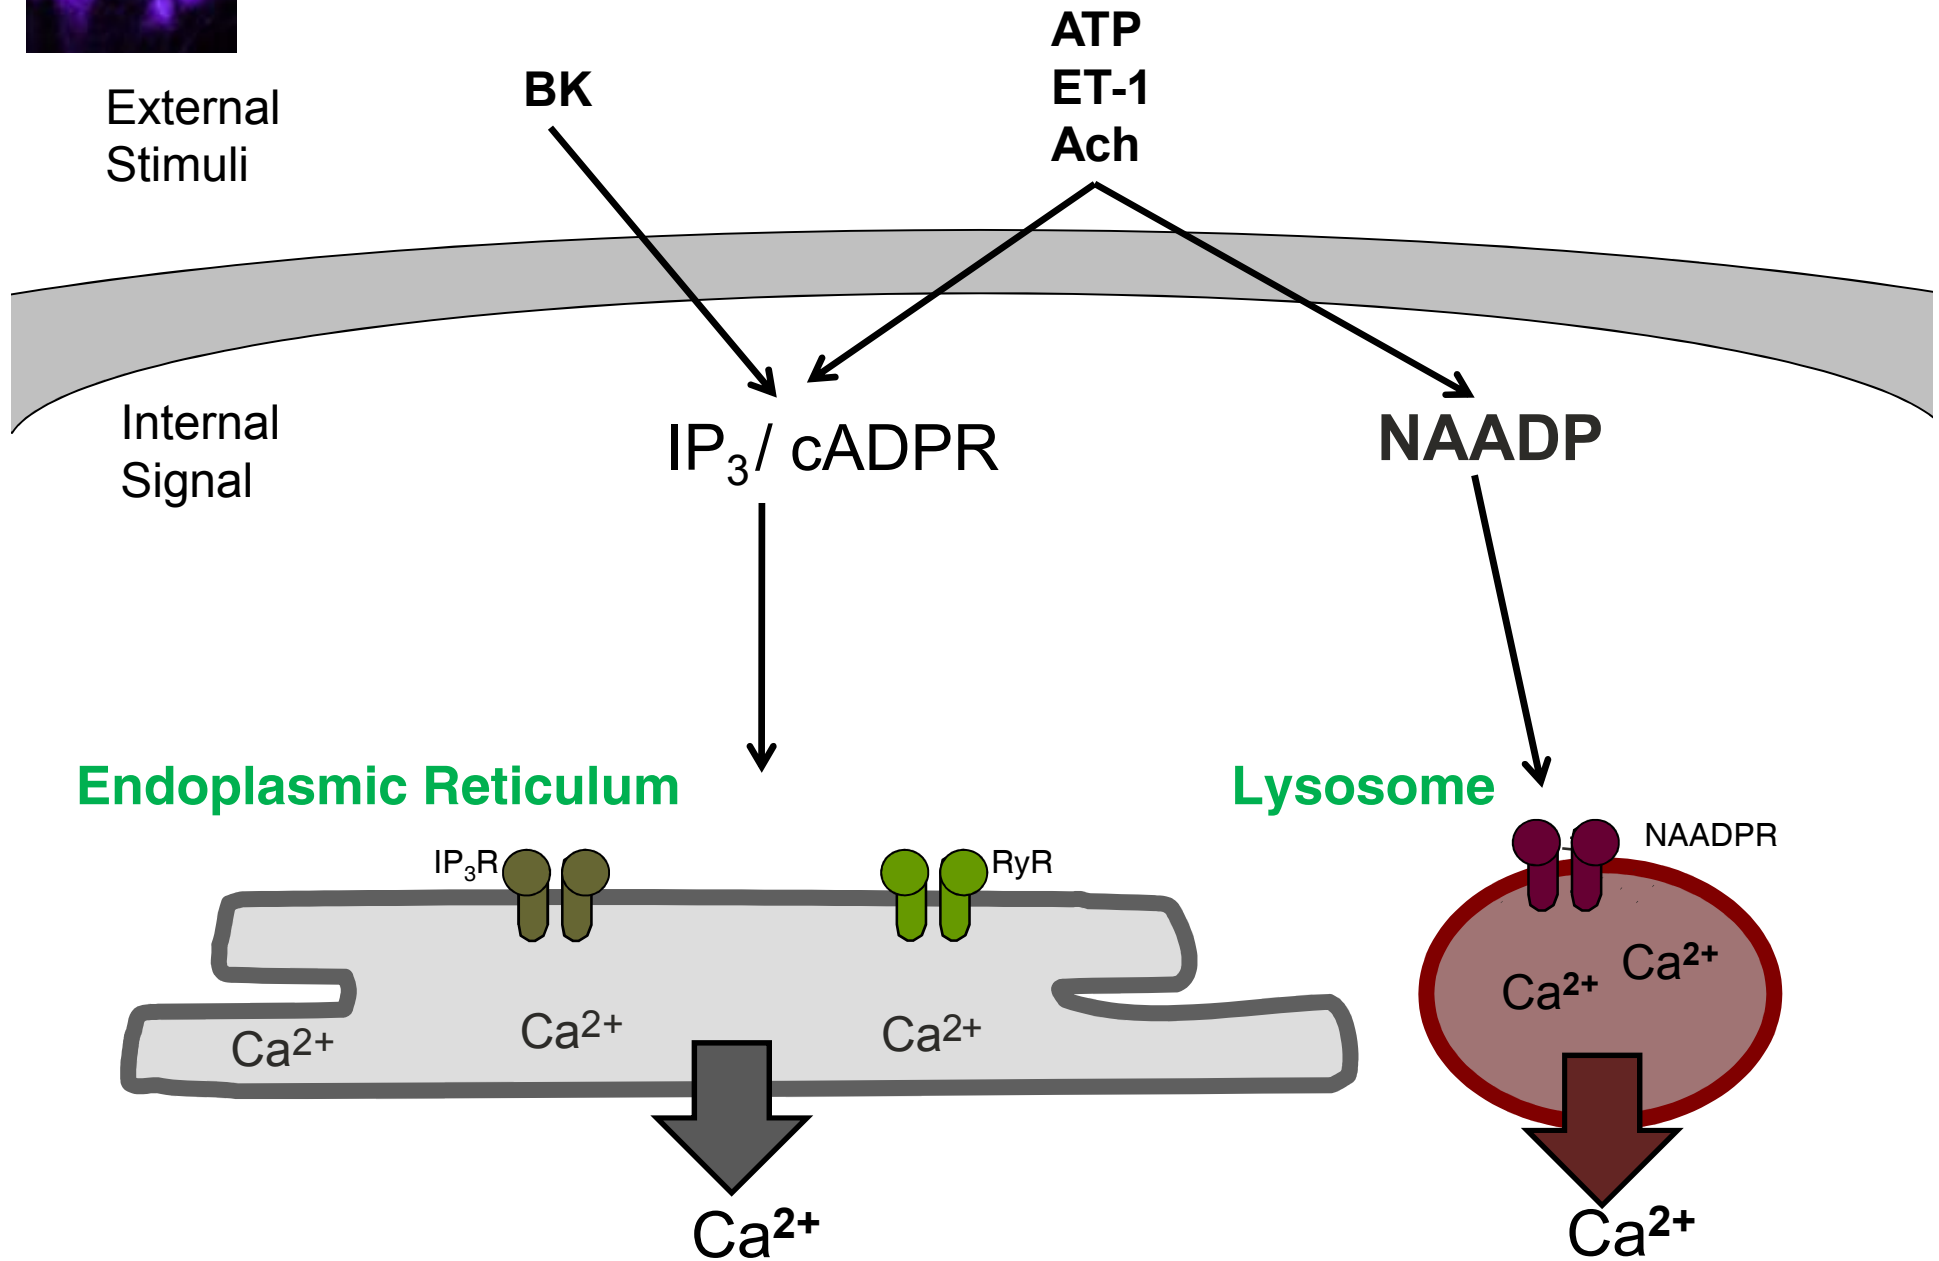 ATP
ET-1
Ach
BK
External
Stimuli
Internal
Signal
IP₃/ cADPR
NAADP
Endoplasmic Reticulum
Lysosome
IP₃R
RyR
NAADPR
Ca²⁺
Ca²⁺
Ca²⁺
Ca²⁺
Ca²⁺
Ca²⁺
Ca²⁺